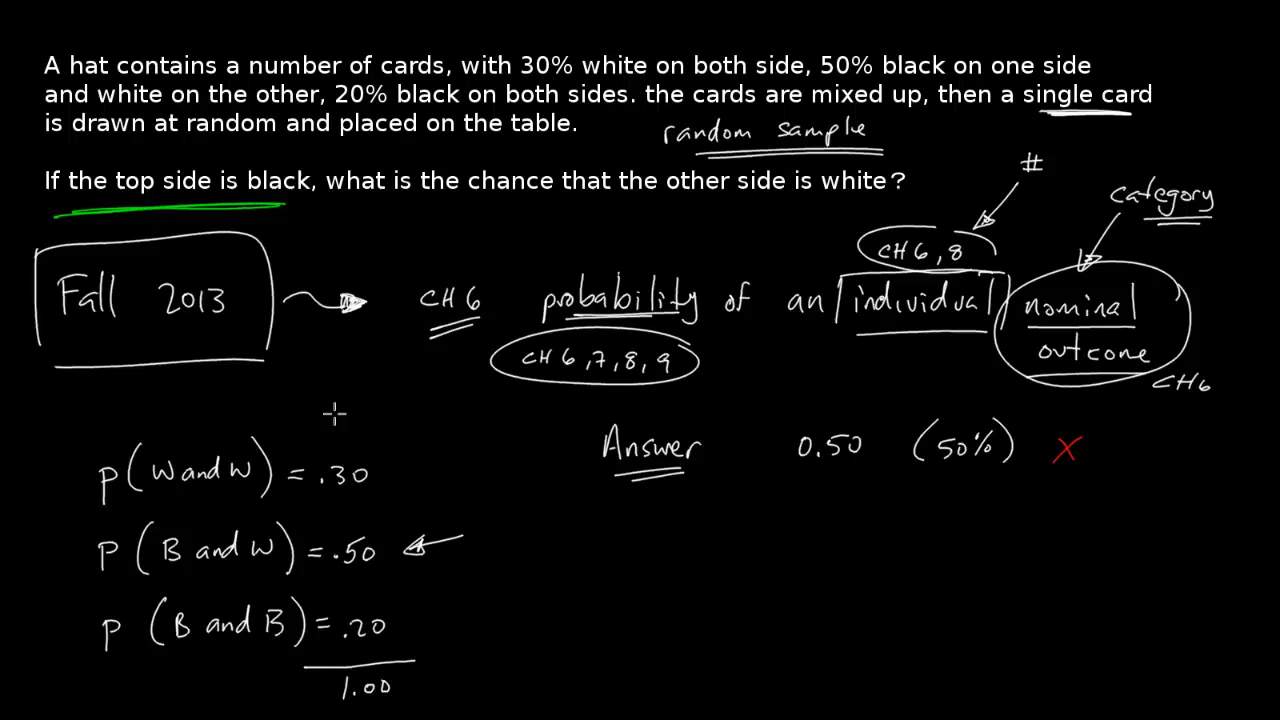 A hat contains a number of cards, with 30% white on both side, 50% black on one side
and white on the other, 20% black on both sides. the cards are mixed up, then a single card
is drawn at random and placed on the table.
random sample
If the top side is black, what is the chance that the other side is white?
#
category
CH 6, 8
Fall 2013
CH 6 probability of an individual nominal
outcome
CH 6, 7, 8, 9
CH6
Answer 0.50 (50%) X
P(W and W) = .30
P (B and W) = .50
P (B and B) = .20
1.00